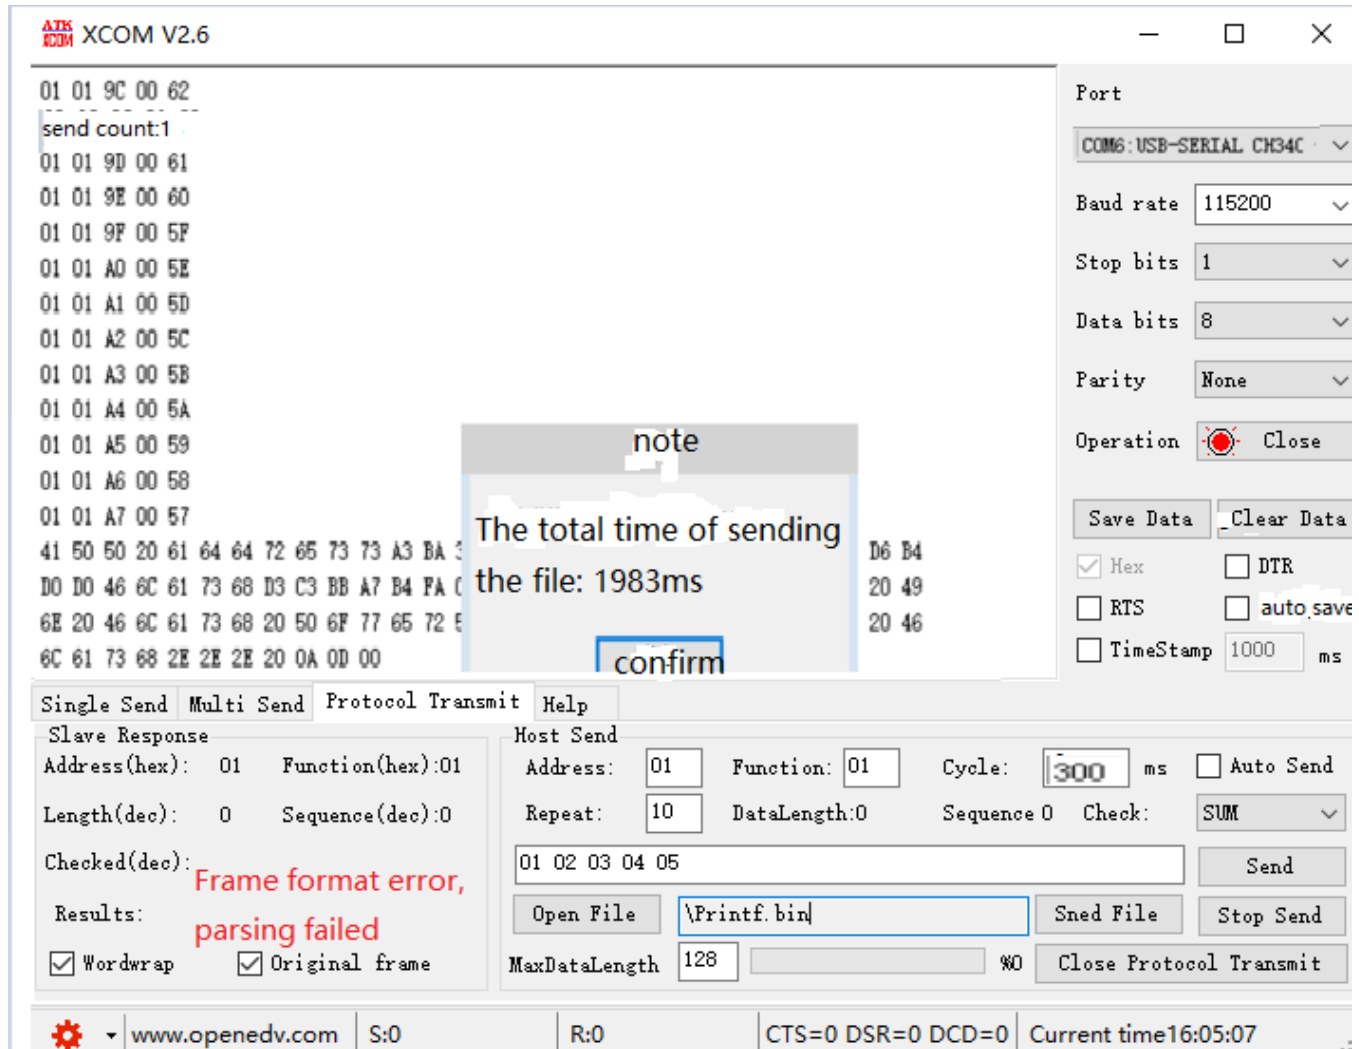 ATK
XCOM XCOM V2.6
01 01 9C 00 62
send count:1
01 01 9D 00 61
01 01 9E 00 60
01 01 9F 00 5F
01 01 A0 00 5E
01 01 A1 00 5D
01 01 A2 00 5C
01 01 A3 00 5B
01 01 A4 00 5A
01 01 A5 00 59
01 01 A6 00 58
01 01 A7 00 57
41 50 50 20 61 64 64 72 65 73 73 A3 BA D6 B4
D0 D0 46 6C 61 73 68 D3 C3 BB A7 B4 FA 20 49
6E 20 46 6C 61 73 68 20 50 6F 77 65 72 20 46
6C 61 73 68 2E 2E 2E 20 0A 0D 00
note
The total time of sending
the file: 1983ms
confirm
Port
COM6:USB-SERIAL CH340
Baud rate 115200
Stop bits 1
Data bits 8
Parity None
Operation Close
Save Data Clear Data
Hex DTR
RTS auto save
TimeStamp 1000 ms
Single Send Multi Send Protocol Transmit Help
Slave Response
Address(hex): 01 Function(hex):01
Length(dec): 0 Sequence(dec):0
Checked(dec):
Frame format error,
Results: parsing failed
Wordwrap Original frame
Host Send
Address: 01 Function: 01 Cycle: 300 ms Auto Send
Repeat: 10 DataLength:0 Sequence 0 Check: SUM
01 02 03 04 05 Send
Open File \Printf.bin Sned File Stop Send
MaxDataLength 128 %0 Close Protocol Transmit
www.openedv.com S:0 R:0 CTS=0 DSR=0 DCD=0 Current time16:05:07